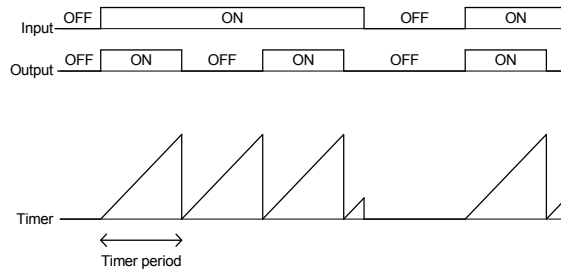 OFF ON OFF ON
Input
OFF ON OFF ON OFF ON
Output
Timer
Timer period